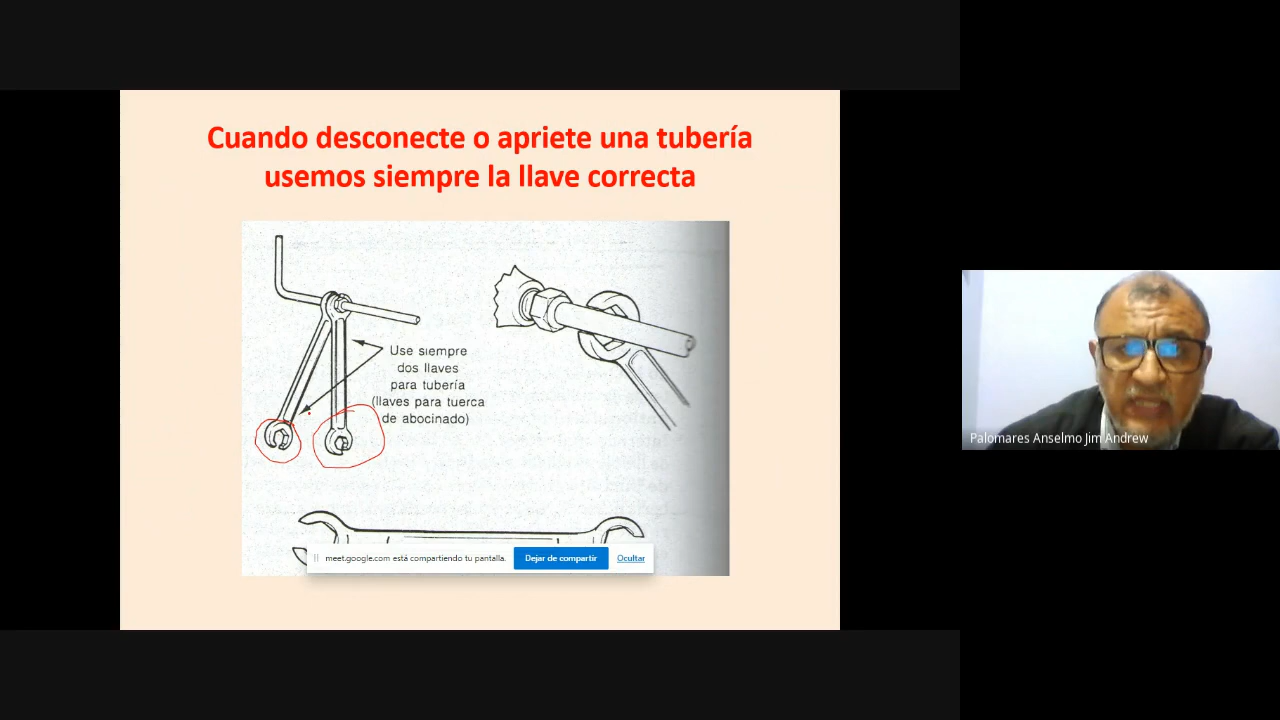 Cuando desconecte o apriete una tubería
usemos siempre la llave correcta
Use siempre
dos llaves
para tubería
(llaves para tuerca
de abocinado)
meet.google.com está compartiendo tu pantalla.
Dejar de compartir
Ocultar
Palomares Anselmo Jim Andrew